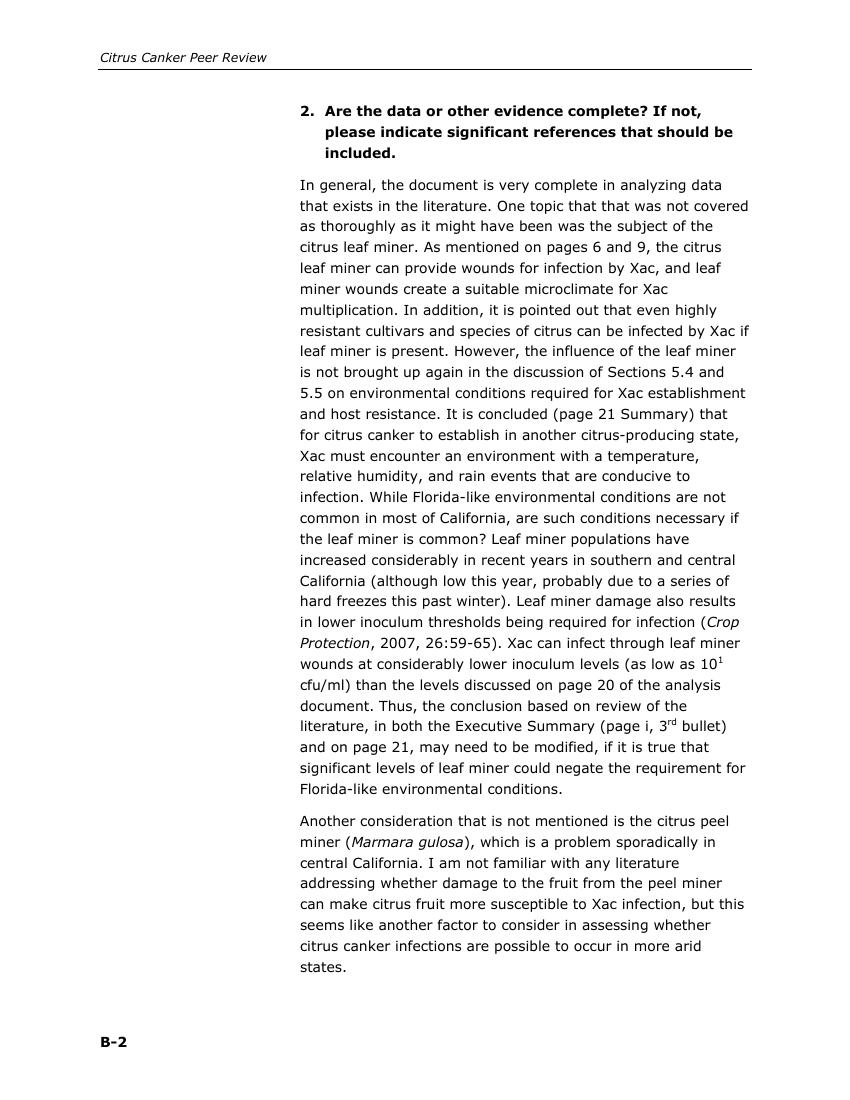 Citrus Canker Peer Review
2. Are the data or other evidence complete? If not,
please indicate significant references that should be
included.
In general, the document is very complete in analyzing data
that exists in the literature. One topic that that was not covered
as thoroughly as it might have been was the subject of the
citrus leaf miner. As mentioned on pages 6 and 9, the citrus
leaf miner can provide wounds for infection by Xac, and leaf
miner wounds create a suitable microclimate for Xac
multiplication. In addition, it is pointed out that even highly
resistant cultivars and species of citrus can be infected by Xac if
leaf miner is present. However, the influence of the leaf miner
is not brought up again in the discussion of Sections 5.4 and
5.5 on environmental conditions required for Xac establishment
and host resistance. It is concluded (page 21 Summary) that
for citrus canker to establish in another citrus-producing state,
Xac must encounter an environment with a temperature,
relative humidity, and rain events that are conducive to
infection. While Florida-like environmental conditions are not
common in most of California, are such conditions necessary if
the leaf miner is common? Leaf miner populations have
increased considerably in recent years in southern and central
California (although low this year, probably due to a series of
hard freezes this past winter). Leaf miner damage also results
in lower inoculum thresholds being required for infection (Crop
Protection, 2007, 26:59-65). Xac can infect through leaf miner
wounds at considerably lower inoculum levels (as low as 10¹
cfu/ml) than the levels discussed on page 20 of the analysis
document. Thus, the conclusion based on review of the
literature, in both the Executive Summary (page i, 3rd bullet)
and on page 21, may need to be modified, if it is true that
significant levels of leaf miner could negate the requirement for
Florida-like environmental conditions.
Another consideration that is not mentioned is the citrus peel
miner (Marmara gulosa), which is a problem sporadically in
central California. I am not familiar with any literature
addressing whether damage to the fruit from the peel miner
can make citrus fruit more susceptible to Xac infection, but this
seems like another factor to consider in assessing whether
citrus canker infections are possible to occur in more arid
states.
B-2